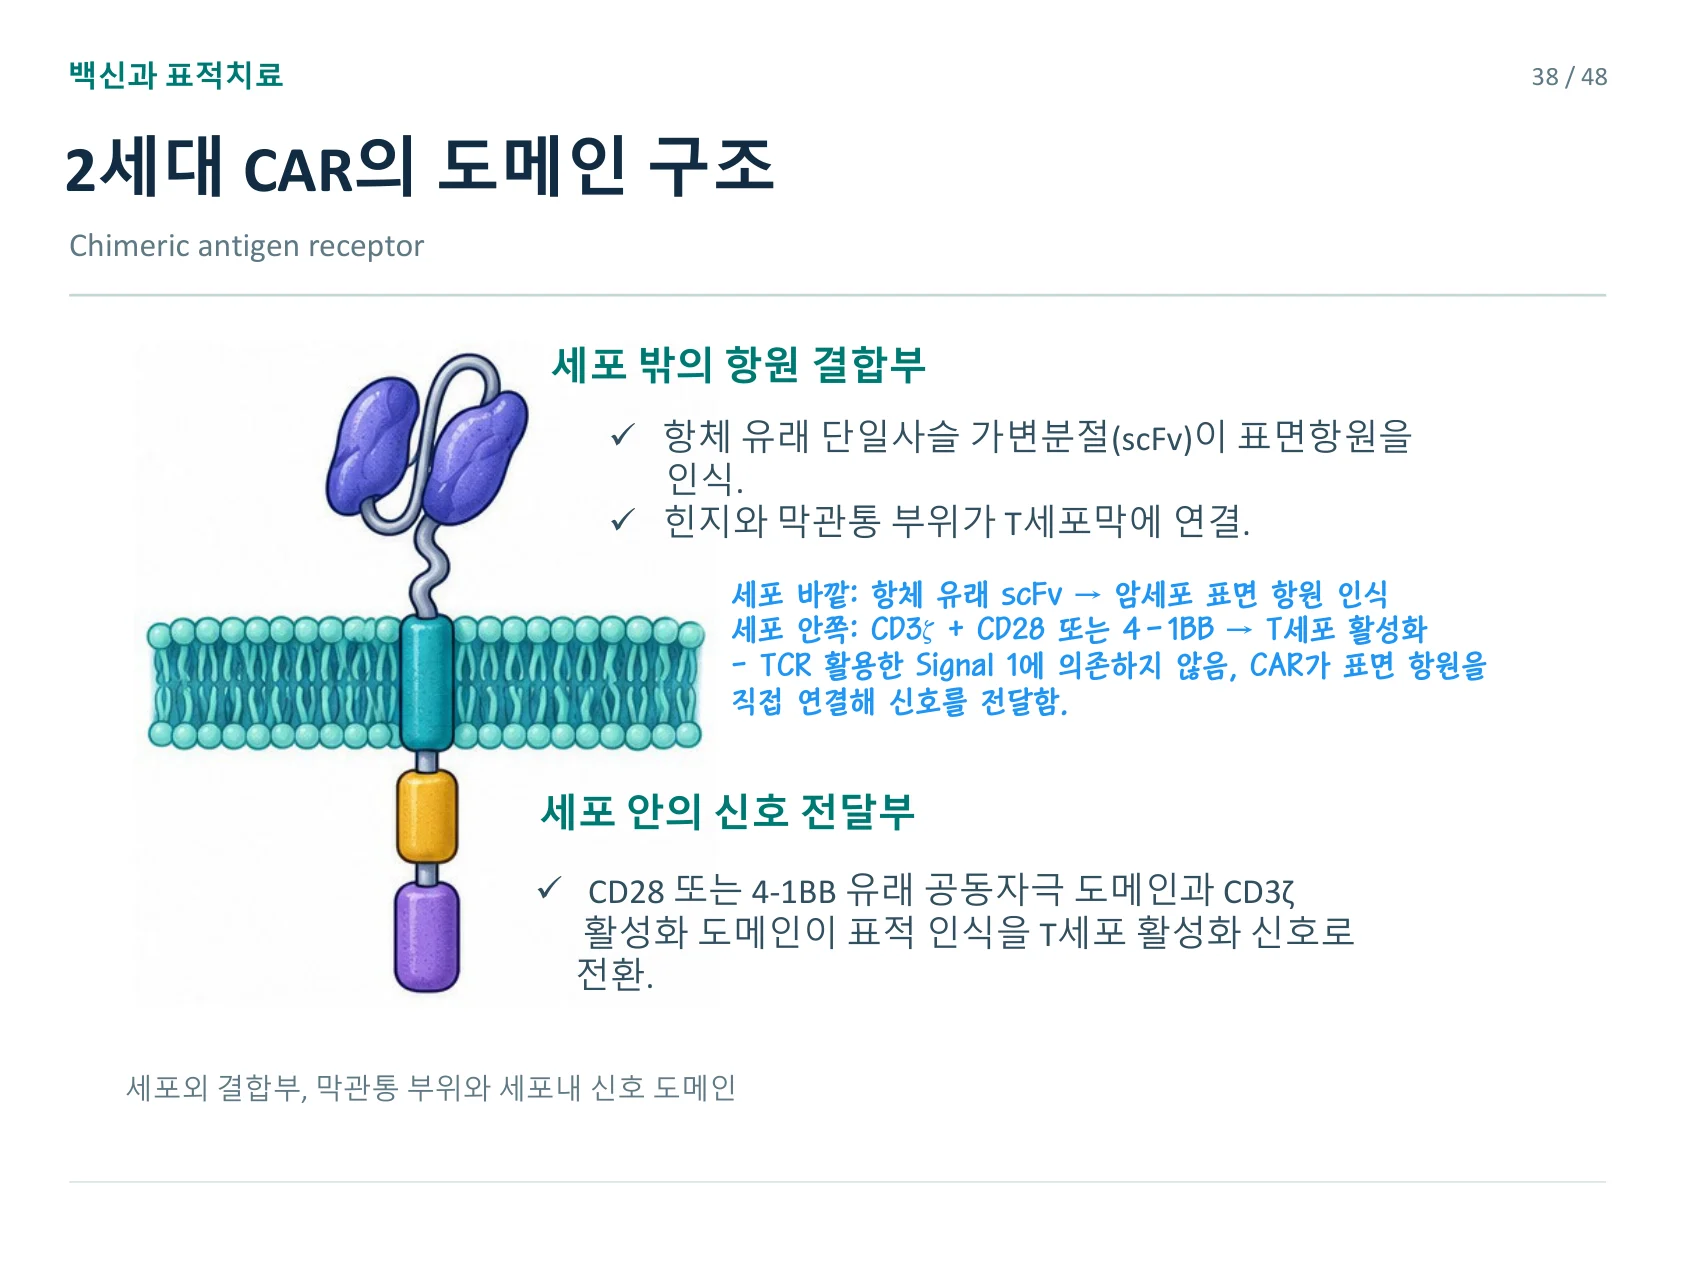 백신과 표적치료
38 / 48
2세대 CAR의 도메인 구조
Chimeric antigen receptor
세포 밖의 항원 결합부
✓ 항체 유래 단일사슬 가변분절(scFv)이 표면항원을
인식.
✓ 힌지와 막관통 부위가 T세포막에 연결.
세포 바깥: 항체 유래 scFv → 암세포 표면 항원 인식
세포 안쪽: CD3ζ + CD28 또는 4-1BB → T세포 활성화
- TCR 활용한 Signal 1에 의존하지 않음, CAR가 표면 항원을
직접 연결해 신호를 전달함.
세포 안의 신호 전달부
✓ CD28 또는 4-1BB 유래 공동자극 도메인과 CD3ζ
활성화 도메인이 표적 인식을 T세포 활성화 신호로
전환.
세포외 결합부, 막관통 부위와 세포내 신호 도메인